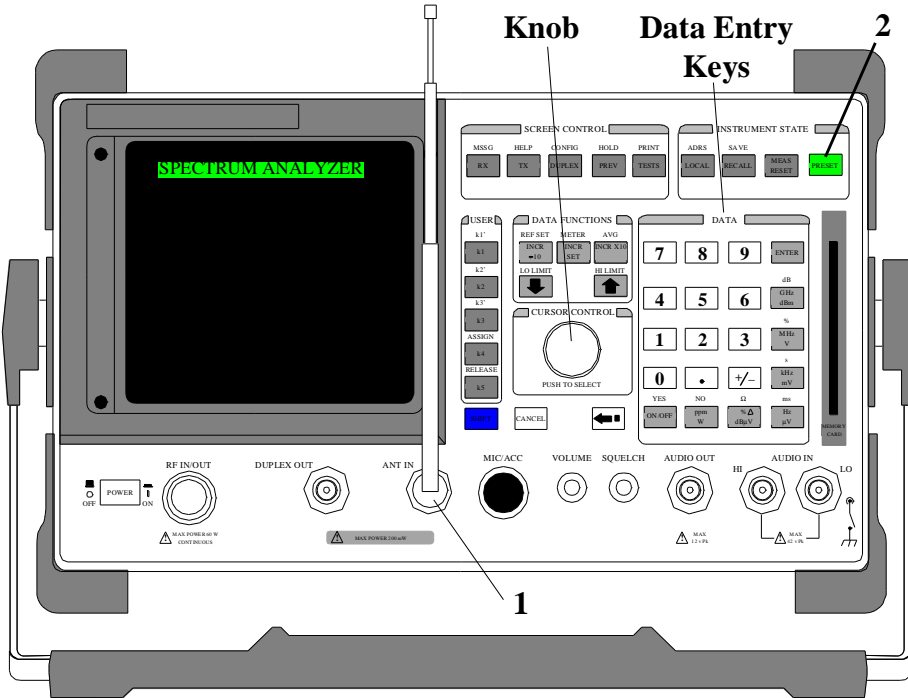 Knob
Data Entry
Keys
2
SPECTRUM ANALYZER
SCREEN CONTROL
MSSG HELP CONFIG HOLD PRINT
RX TX DUPLEX PREV TESTS
INSTRUMENT STATE
ADRS SAVE
LOCAL RECALL MEAS RESET PRESET
USER
k1'
k1
k2'
k2
k3'
k3
ASSIGN
k4
RELEASE
k5
DATA FUNCTIONS
REF SET METER AVG
INCR ÷10 INCR SET INCR X10
LO LIMIT HI LIMIT
CURSOR CONTROL
PUSH TO SELECT
DATA
7 8 9 ENTER
dB
4 5 6 GHz dBm
%
1 2 3 MHz V
s
0 . +/− kHz mV
YES NO Ω ms
ON/OFF ppm W % Δ dBµV Hz µV
MEMORY
CARD
SHIFT CANCEL
RF IN/OUT DUPLEX OUT ANT IN MIC/ACC VOLUME SQUELCH AUDIO OUT AUDIO IN
HI LO
OFF POWER ON
MAX POWER 60 W
CONTINUOUS
MAX POWER 200 mW
MAX
12 v Pk
MAX
42 v Pk
1